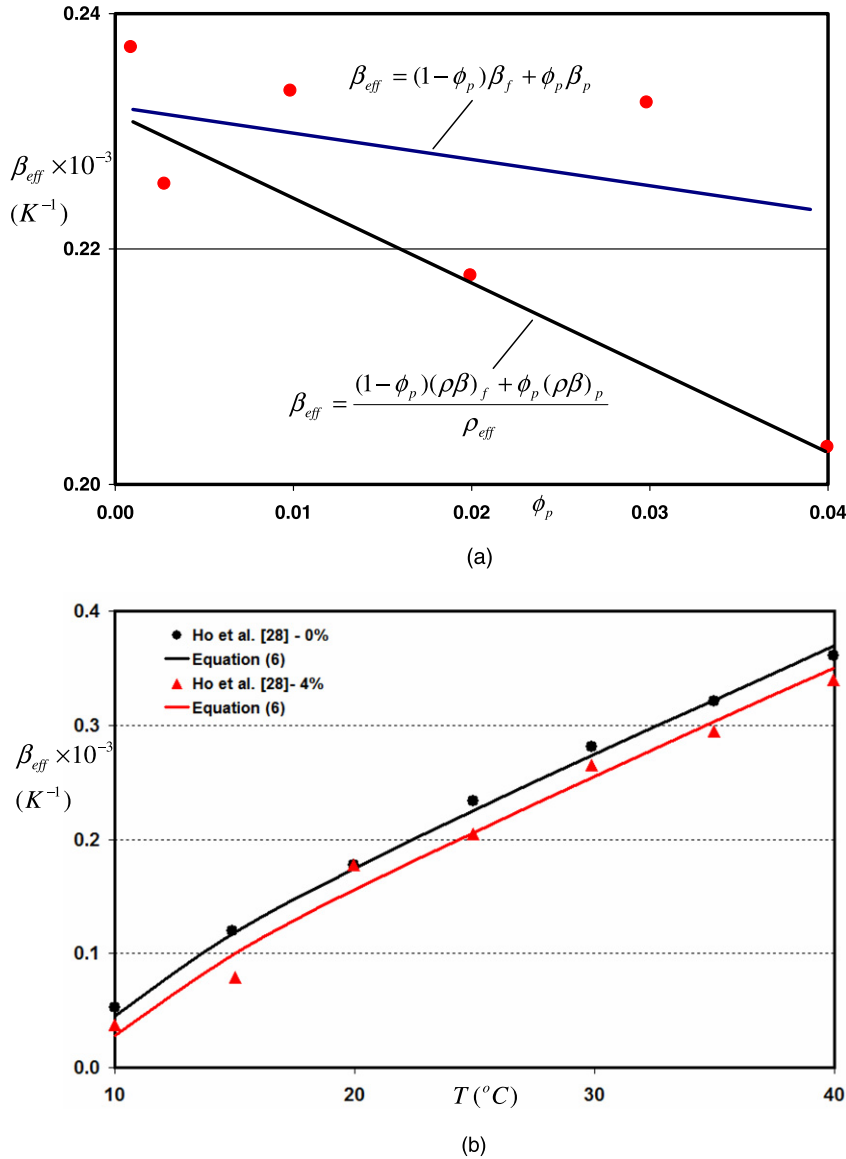 0.24
β_eff = (1−ϕ_p)β_f + ϕ_p β_p
β_eff ×10⁻³
(K⁻¹)
0.22
β_eff = (1−ϕ_p)(ρβ)_f + ϕ_p (ρβ)_p
ρ_eff
0.20
0.00 0.01 0.02 ϕ_p 0.03 0.04
(a)
0.4
Ho et al. [28] - 0%
Equation (6)
Ho et al. [28]- 4%
Equation (6)
0.3
β_eff ×10⁻³
(K⁻¹)
0.2
0.1
0.0
10 20 T (°C) 30 40
(b)